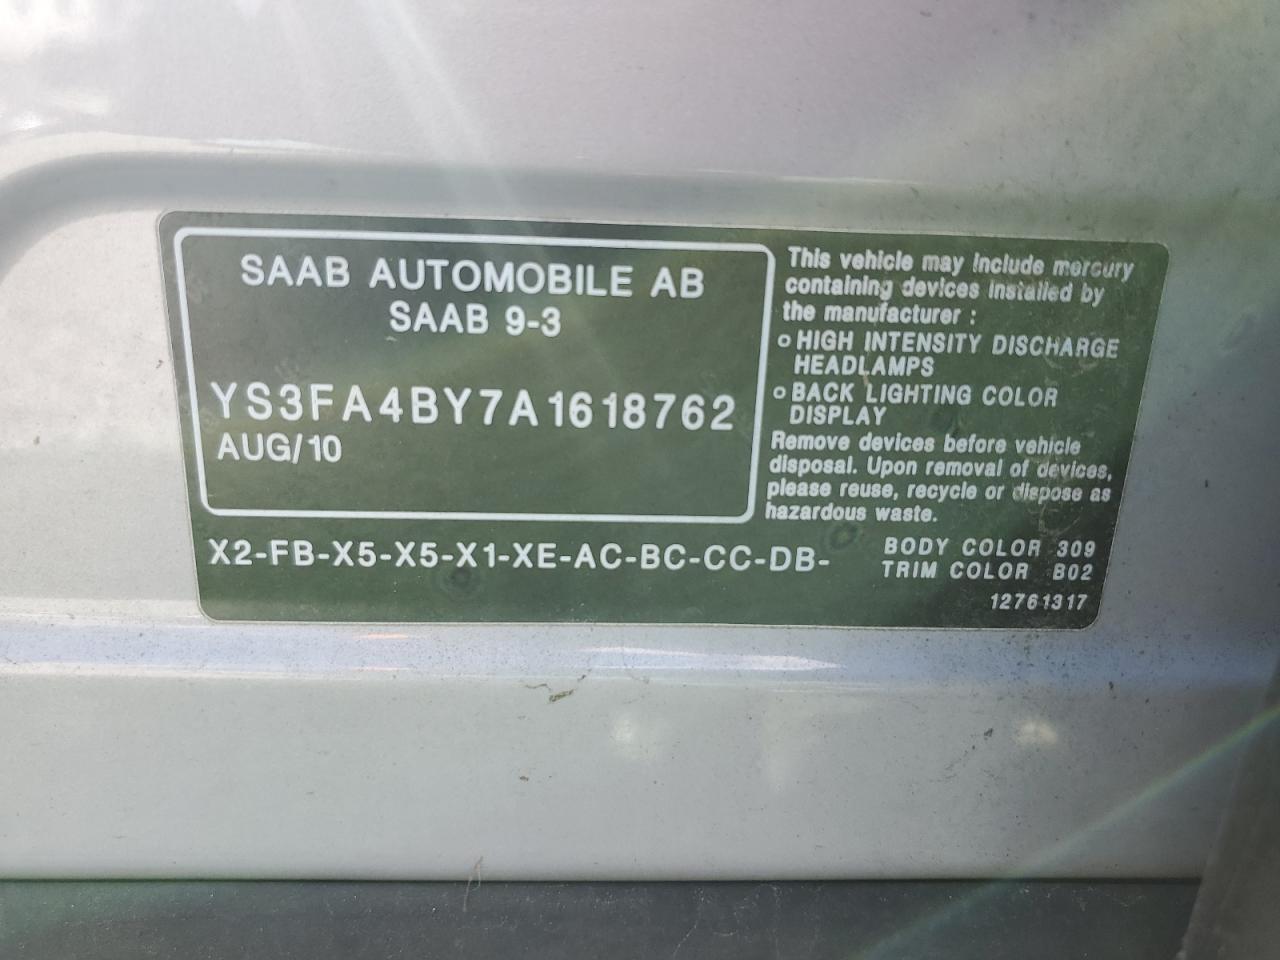 SAAB AUTOMOBILE AB
SAAB 9-3
YS3FA4BY7A1618762
AUG/10
X2-FB-X5-X5-X1-XE-AC-BC-CC-DB-
This vehicle may include mercury
containing devices installed by
the manufacturer :
o HIGH INTENSITY DISCHARGE
HEADLAMPS
o BACK LIGHTING COLOR
DISPLAY
Remove devices before vehicle
disposal. Upon removal of devices,
please reuse, recycle or dispose as
hazardous waste.
BODY COLOR 309
TRIM COLOR B02
12761317